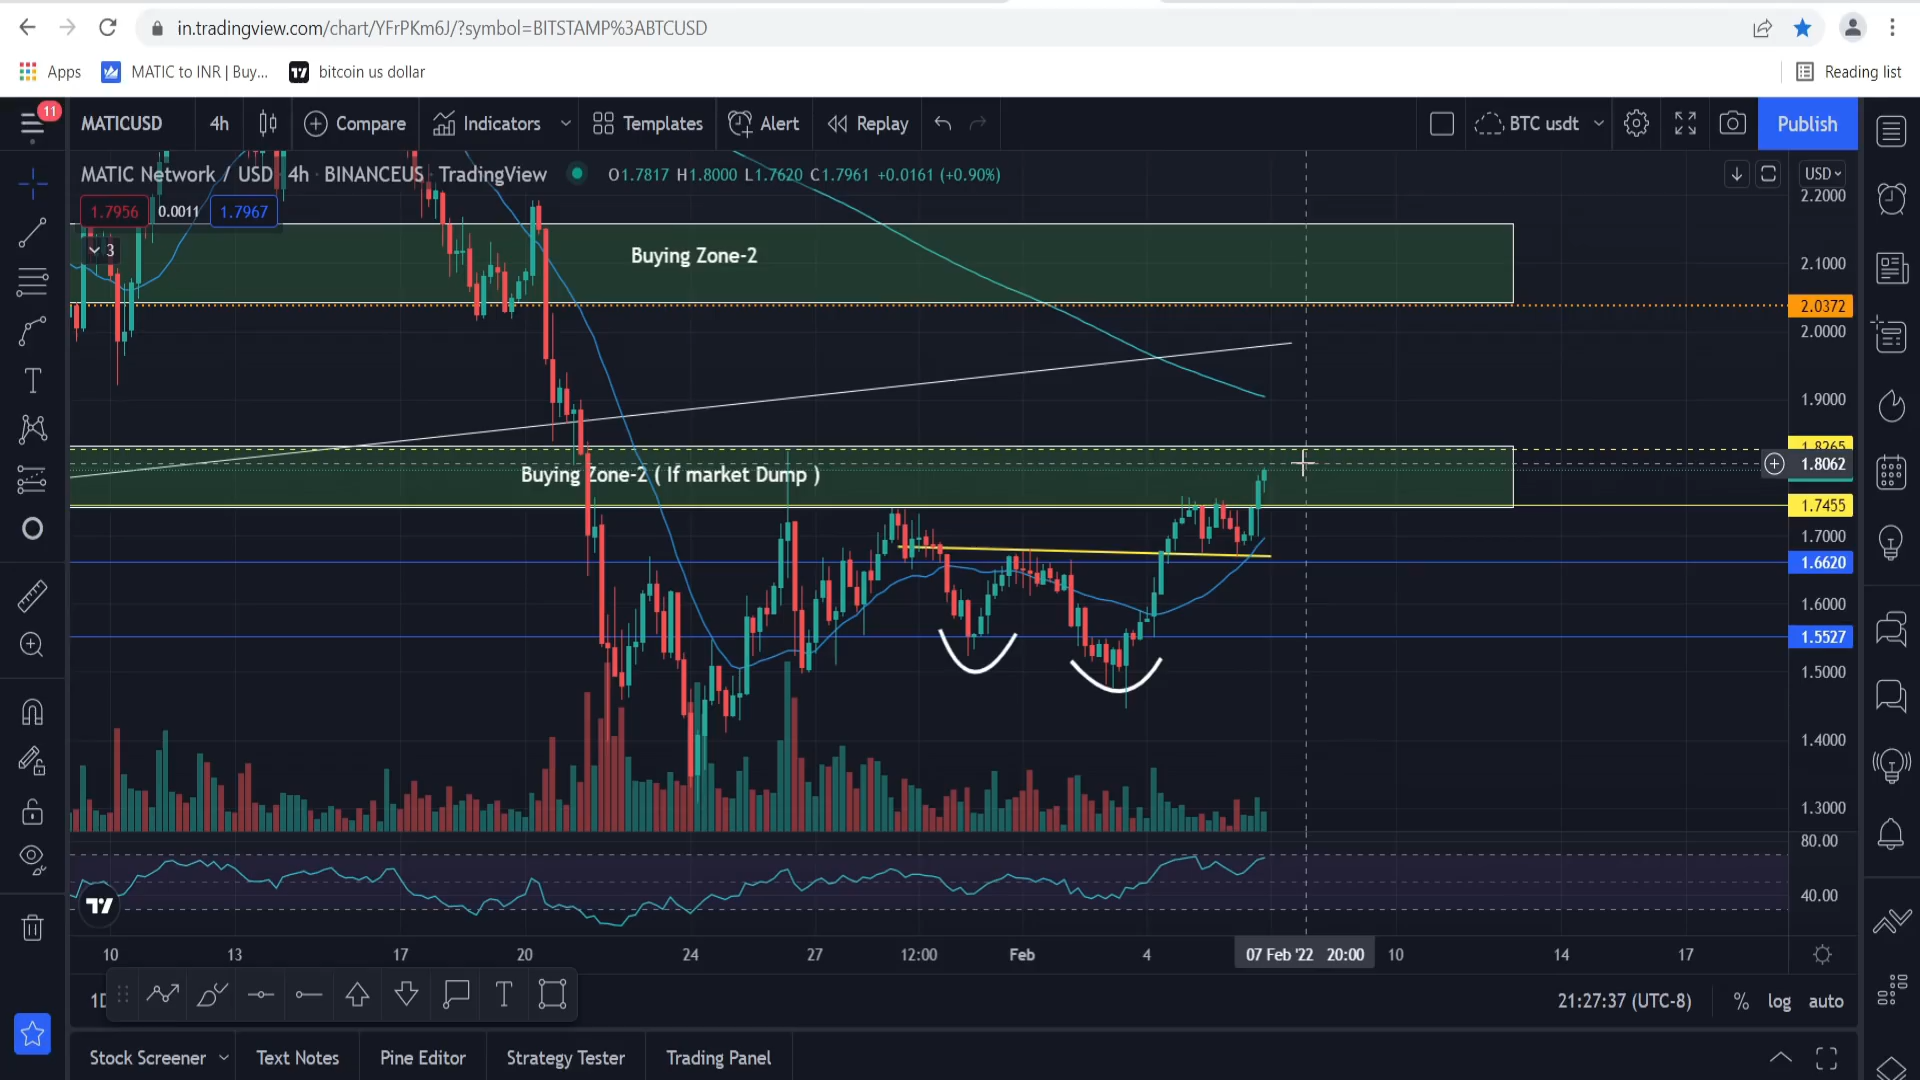 in.tradingview.com/chart/YFrPKm6J/?symbol=BITSTAMP%3ABTCUSD
Apps MATIC to INR | Buy... bitcoin us dollar Reading list
11
MATICUSD 4h Compare Indicators Templates Alert Replay BTC usdt Publish
MATIC Network / USD 4h BINANCEUS TradingView O1.7817 H1.8000 L1.7620 C1.7961 +0.0161 (+0.90%) USD
2.2000
1.7956 0.0011 1.7967
3
Buying Zone-2
2.1000
2.0372
2.0000
1.9000
1.8265
1.8062
Buying Zone-2 ( If market Dump )
1.7455
1.7000
1.6620
1.6000
1.5527
1.5000
1.4000
1.3000
80.00
40.00
10 13 17 20 24 27 12:00 Feb 4 07 Feb '22 20:00 10 14 17
21:27:37 (UTC-8) % log auto
Stock Screener Text Notes Pine Editor Strategy Tester Trading Panel